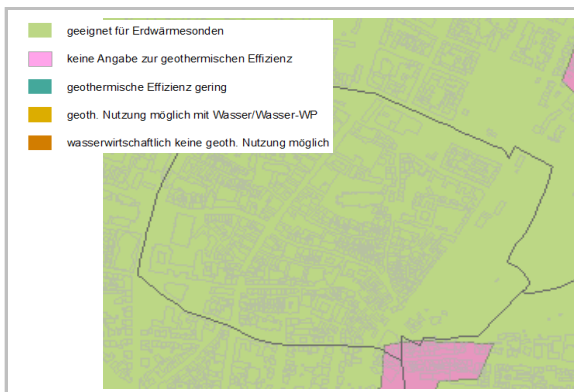 geeignet für Erdwärmesonden
keine Angabe zur geothermischen Effizienz
geothermische Effizienz gering
geoth. Nutzung möglich mit Wasser/Wasser-WP
wasserwirtschaftlich keine geoth. Nutzung möglich